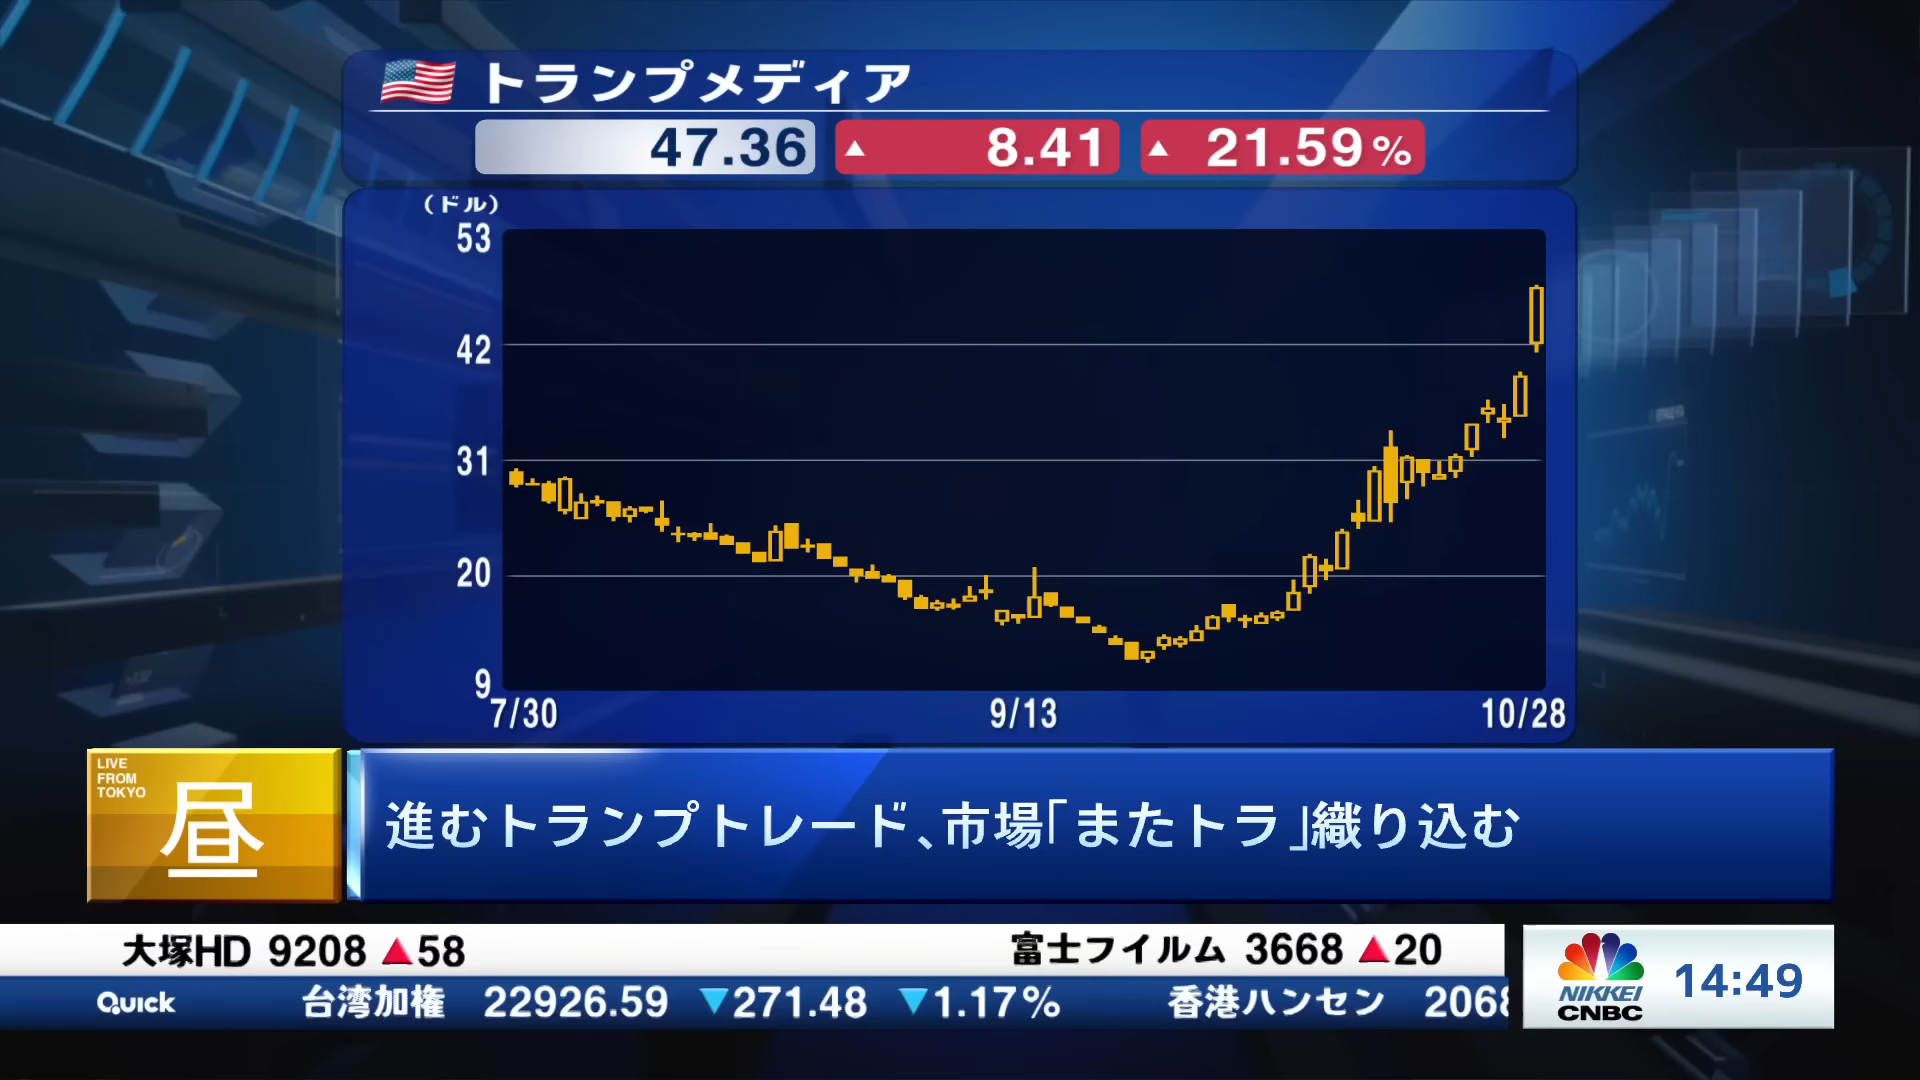 トランプメディア
47.36 ▲ 8.41 ▲ 21.59%
(ドル)
53
42
31
20
9
7/30 9/13 10/28
LIVE
FROM
TOKYO
昼
進むトランプトレード、市場「またトラ」織り込む
大塚HD 9208 ▲58 富士フイルム 3668 ▲20
QUICK 台湾加権 22926.59 ▼271.48 ▼1.17% 香港ハンセン 2068
NIKKEI
CNBC
14:49